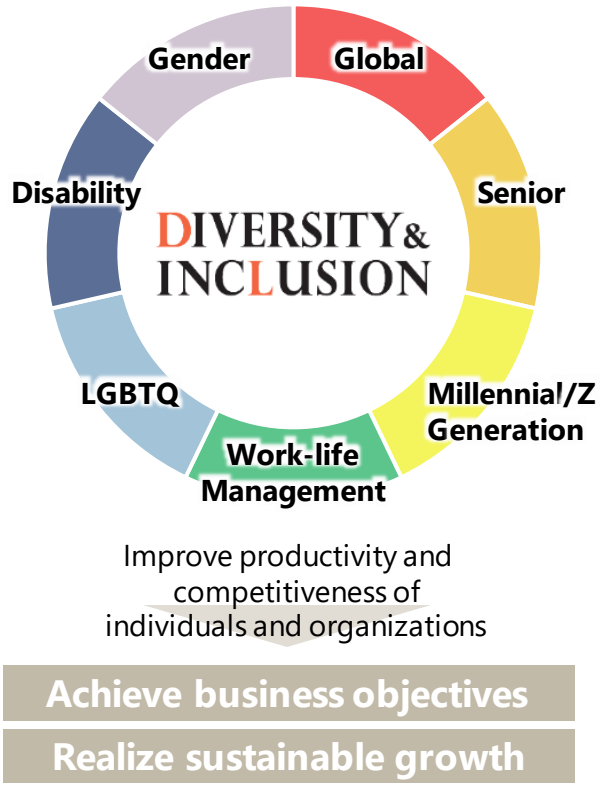 Gender
Global
Disability
Senior
DIVERSITY&
INCLUSION
LGBTQ
Millennial/Z
Generation
Work-life
Management
Improve productivity and
competitiveness of
individuals and organizations
Achieve business objectives
Realize sustainable growth